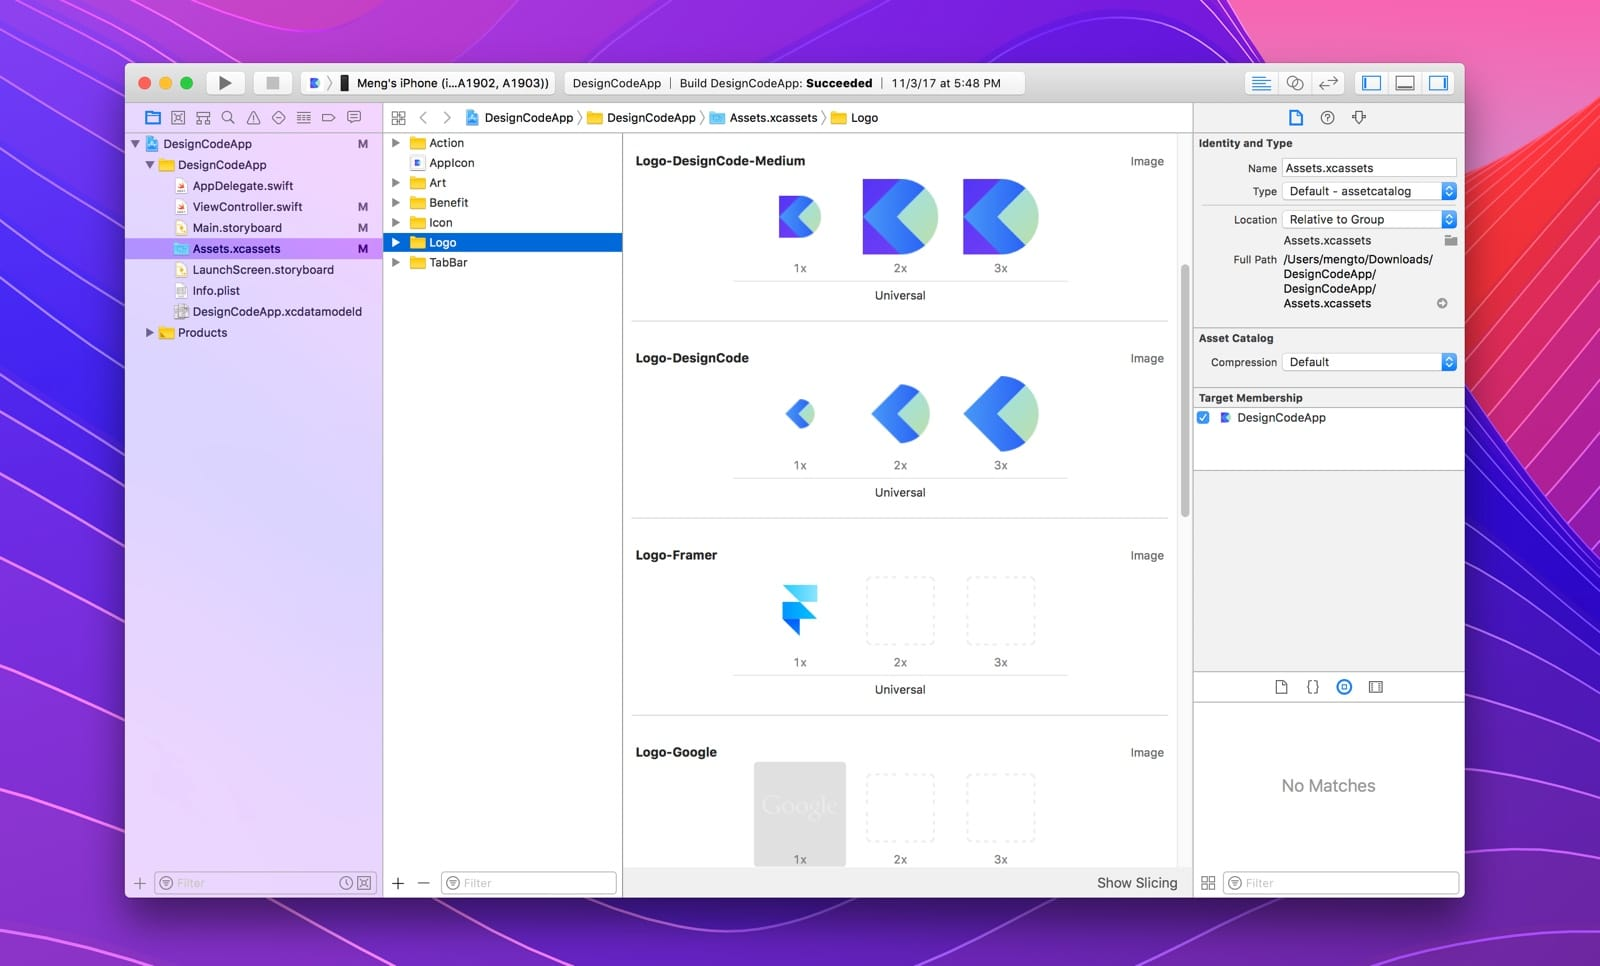 Meng's iPhone (i...A1902, A1903))
DesignCodeApp | Build DesignCodeApp: Succeeded | 11/3/17 at 5:48 PM
DesignCodeApp M
DesignCodeApp
AppDelegate.swift
ViewController.swift M
Main.storyboard M
Assets.xcassets M
LaunchScreen.storyboard
Info.plist
DesignCodeApp.xcdatamodeld
Products
Filter
DesignCodeApp DesignCodeApp Assets.xcassets Logo
Action
AppIcon
Art
Benefit
Icon
Logo
TabBar
Filter
Logo-DesignCode-Medium Image
1x 2x 3x
Universal
Logo-DesignCode Image
1x 2x 3x
Universal
Logo-Framer Image
1x 2x 3x
Universal
Logo-Google Image
Google
1x 2x 3x
Show Slicing
Identity and Type
Name Assets.xcassets
Type Default - assetcatalog
Location Relative to Group
Assets.xcassets
Full Path /Users/mengto/Downloads/
DesignCodeApp/
DesignCodeApp/
Assets.xcassets
Asset Catalog
Compression Default
Target Membership
DesignCodeApp
No Matches
Filter